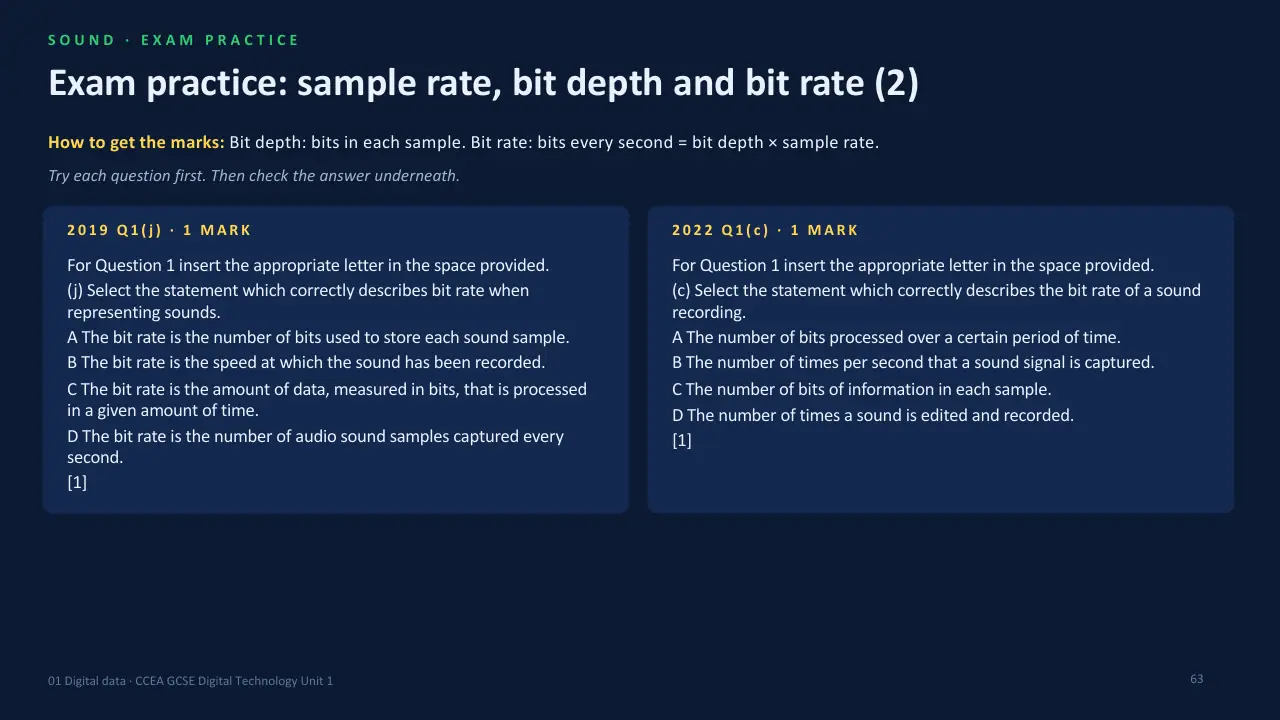 SOUND · EXAM PRACTICE
Exam practice: sample rate, bit depth and bit rate (2)
How to get the marks: Bit depth: bits in each sample. Bit rate: bits every second = bit depth × sample rate.
Try each question first. Then check the answer underneath.
2019 Q1(j) · 1 MARK
For Question 1 insert the appropriate letter in the space provided.
(j) Select the statement which correctly describes bit rate when
representing sounds.
A The bit rate is the number of bits used to store each sound sample.
B The bit rate is the speed at which the sound has been recorded.
C The bit rate is the amount of data, measured in bits, that is processed
in a given amount of time.
D The bit rate is the number of audio sound samples captured every
second.
[1]
2022 Q1(c) · 1 MARK
For Question 1 insert the appropriate letter in the space provided.
(c) Select the statement which correctly describes the bit rate of a sound
recording.
A The number of bits processed over a certain period of time.
B The number of times per second that a sound signal is captured.
C The number of bits of information in each sample.
D The number of times a sound is edited and recorded.
[1]
01 Digital data · CCEA GCSE Digital Technology Unit 1
63